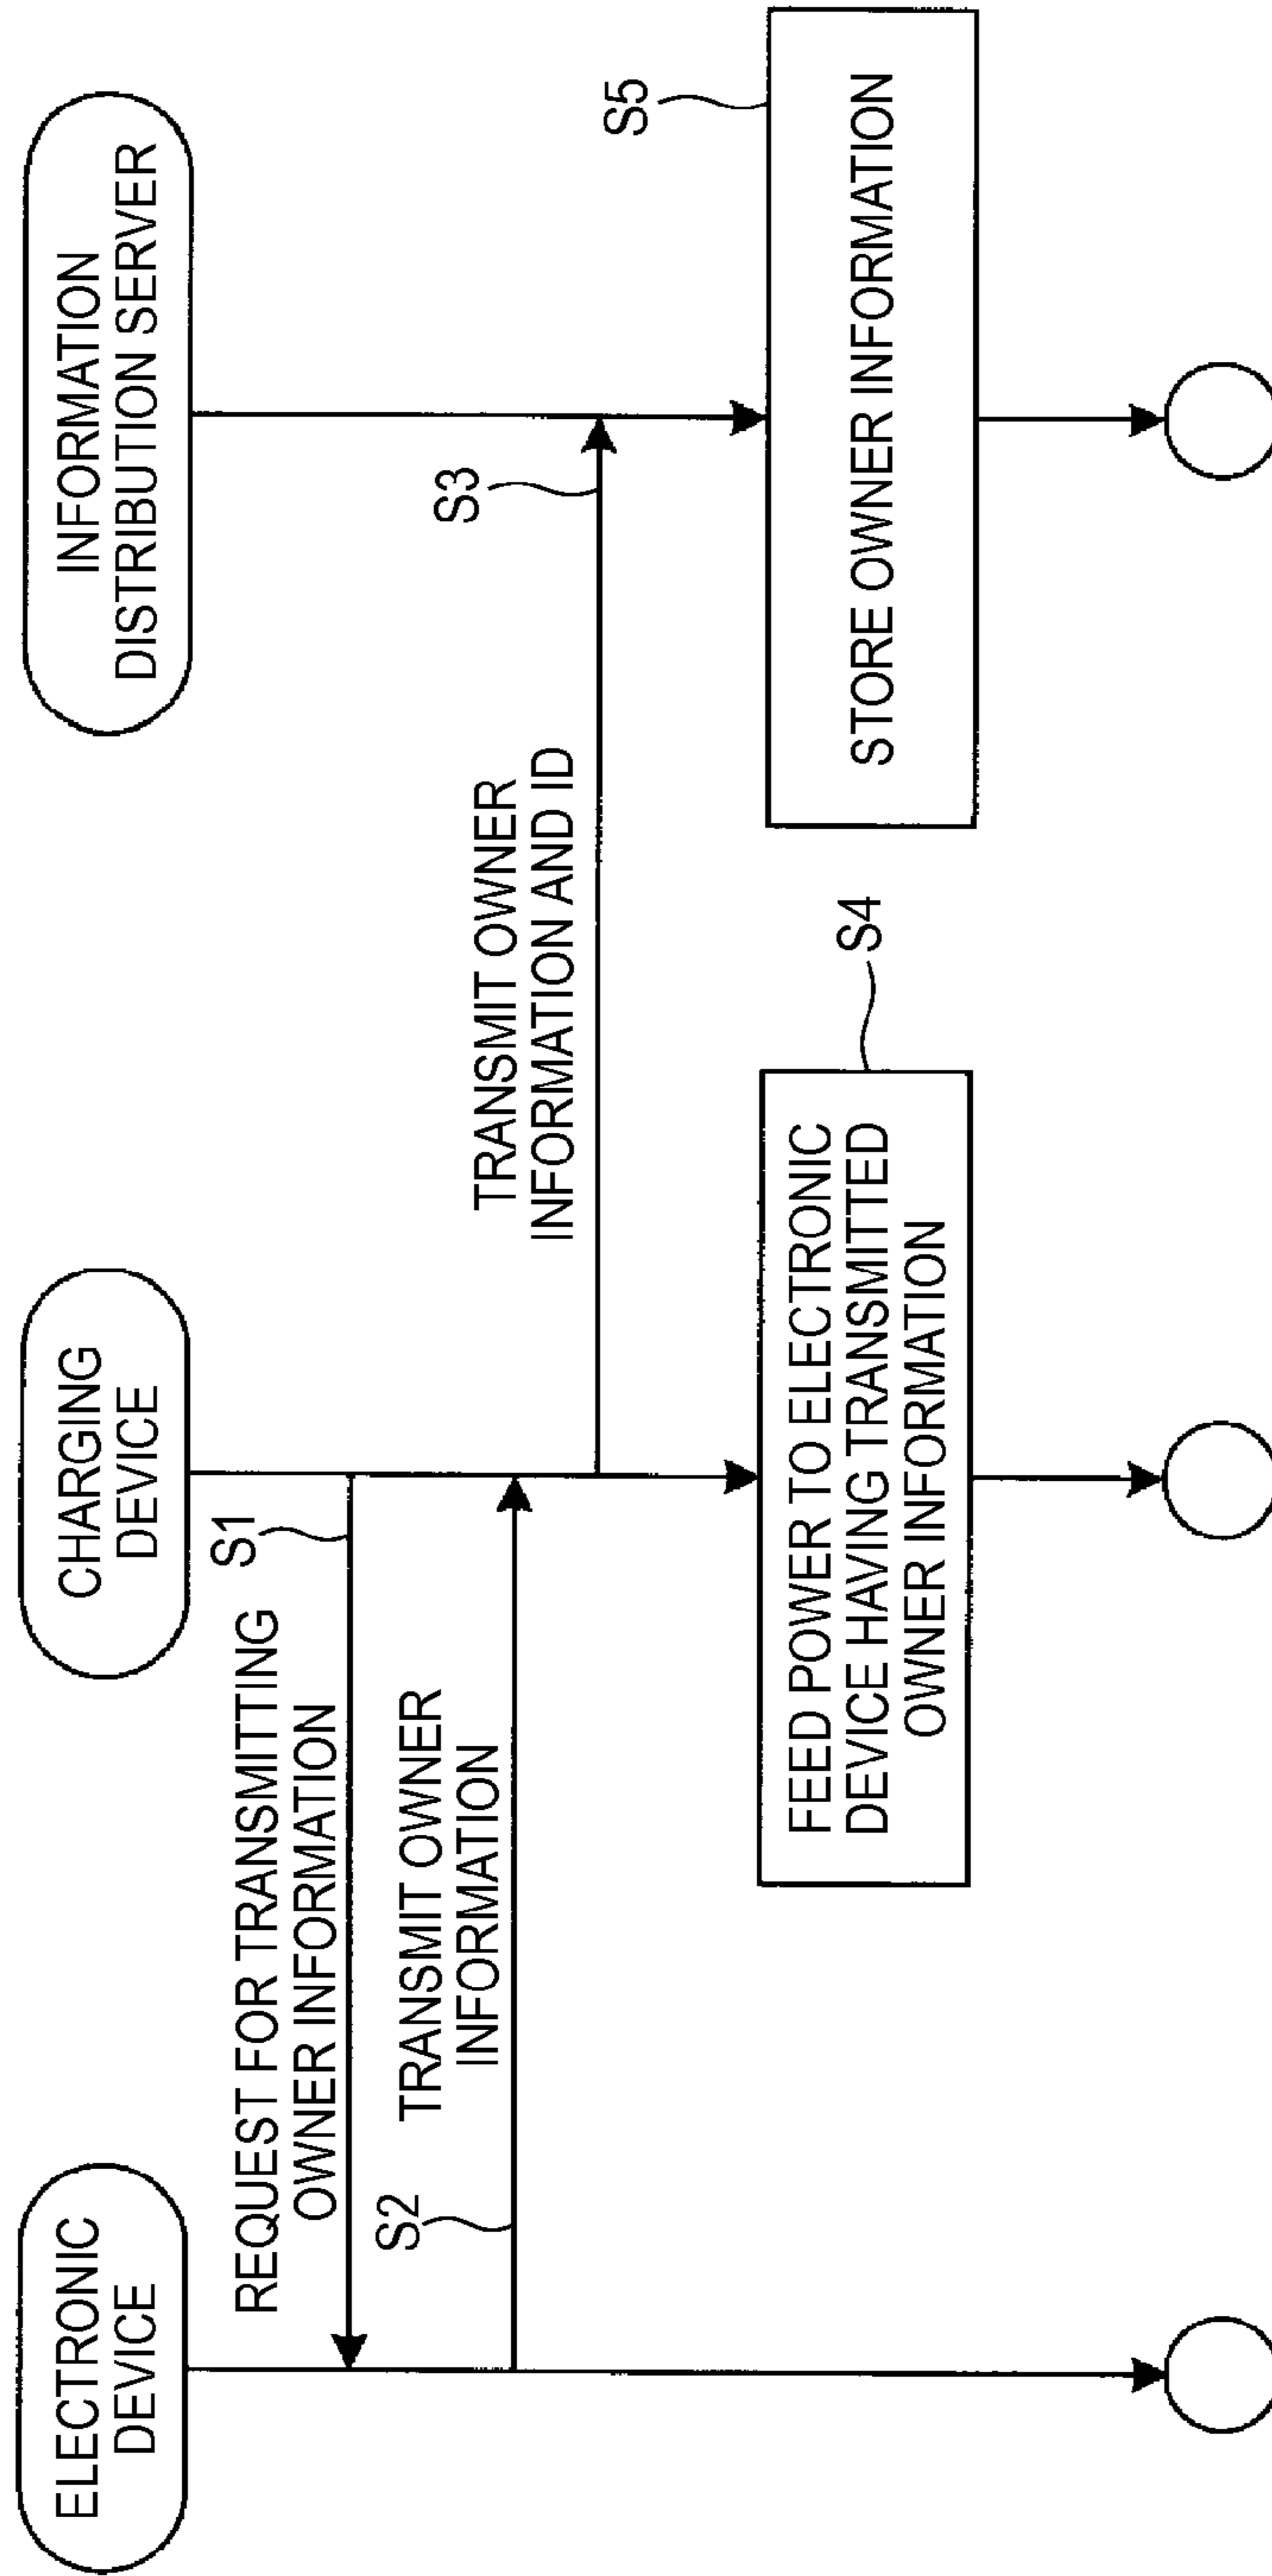 ELECTRONIC
DEVICE
CHARGING
DEVICE
INFORMATION
DISTRIBUTION SERVER
REQUEST FOR TRANSMITTING
OWNER INFORMATION
S1
S2
TRANSMIT OWNER
INFORMATION
TRANSMIT OWNER
INFORMATION AND ID
S3
FEED POWER TO ELECTRONIC
DEVICE HAVING TRANSMITTED
OWNER INFORMATION
S4
STORE OWNER INFORMATION
S5